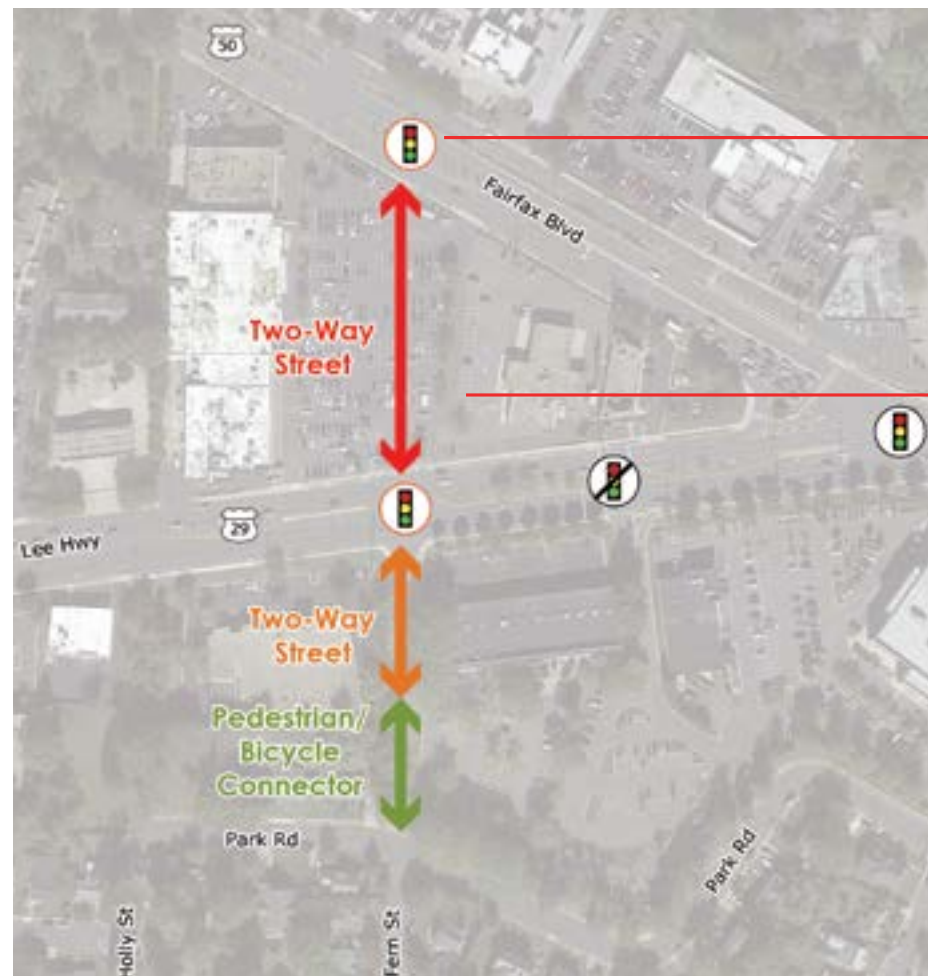 50
Fairfax Blvd
Two-Way
Street
29
Lee Hwy
Two-Way
Street
Pedestrian/
Bicycle
Connector
Park Rd
Park Rd
Holly St
Fern St